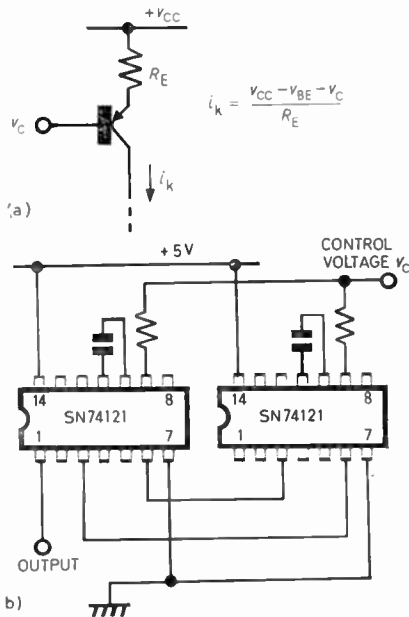 (a)
+vCC
RE
vC
ik
ik = vCC – vBE – vC / RE
b)
+5V
CONTROL
VOLTAGE vC
14 8
SN74121
1 7
14 8
SN74121
1 7
OUTPUT